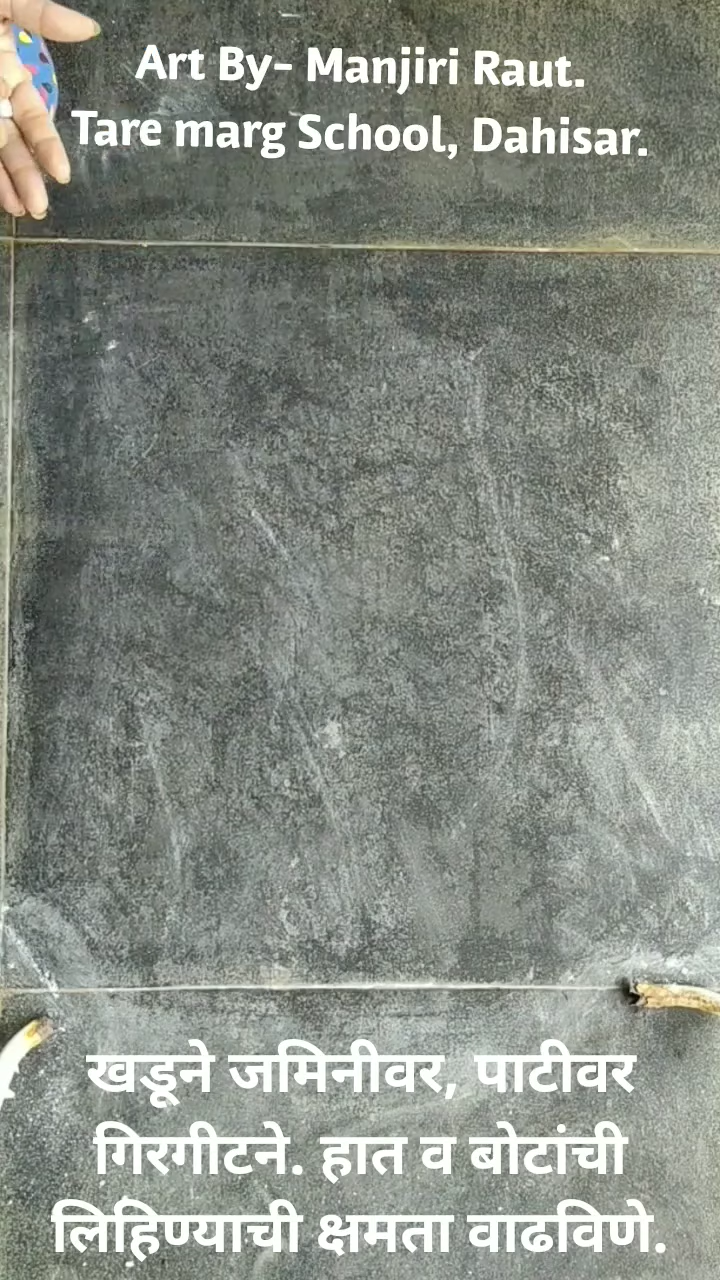 Art By- Manjiri Raut.
Tare marg School, Dahisar.
खडूने जमिनीवर, पाटीवर
गिरगीटने. हात व बोटांची
लिहिण्याची क्षमता वाढविणे.